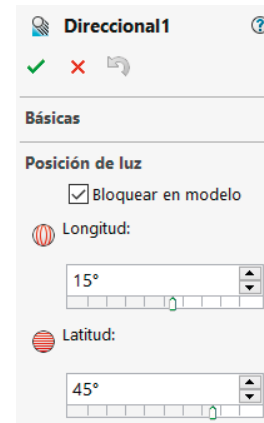 Direccional1
Básicas
Posición de luz
Bloquear en modelo
Longitud:
15°
Latitud:
45°